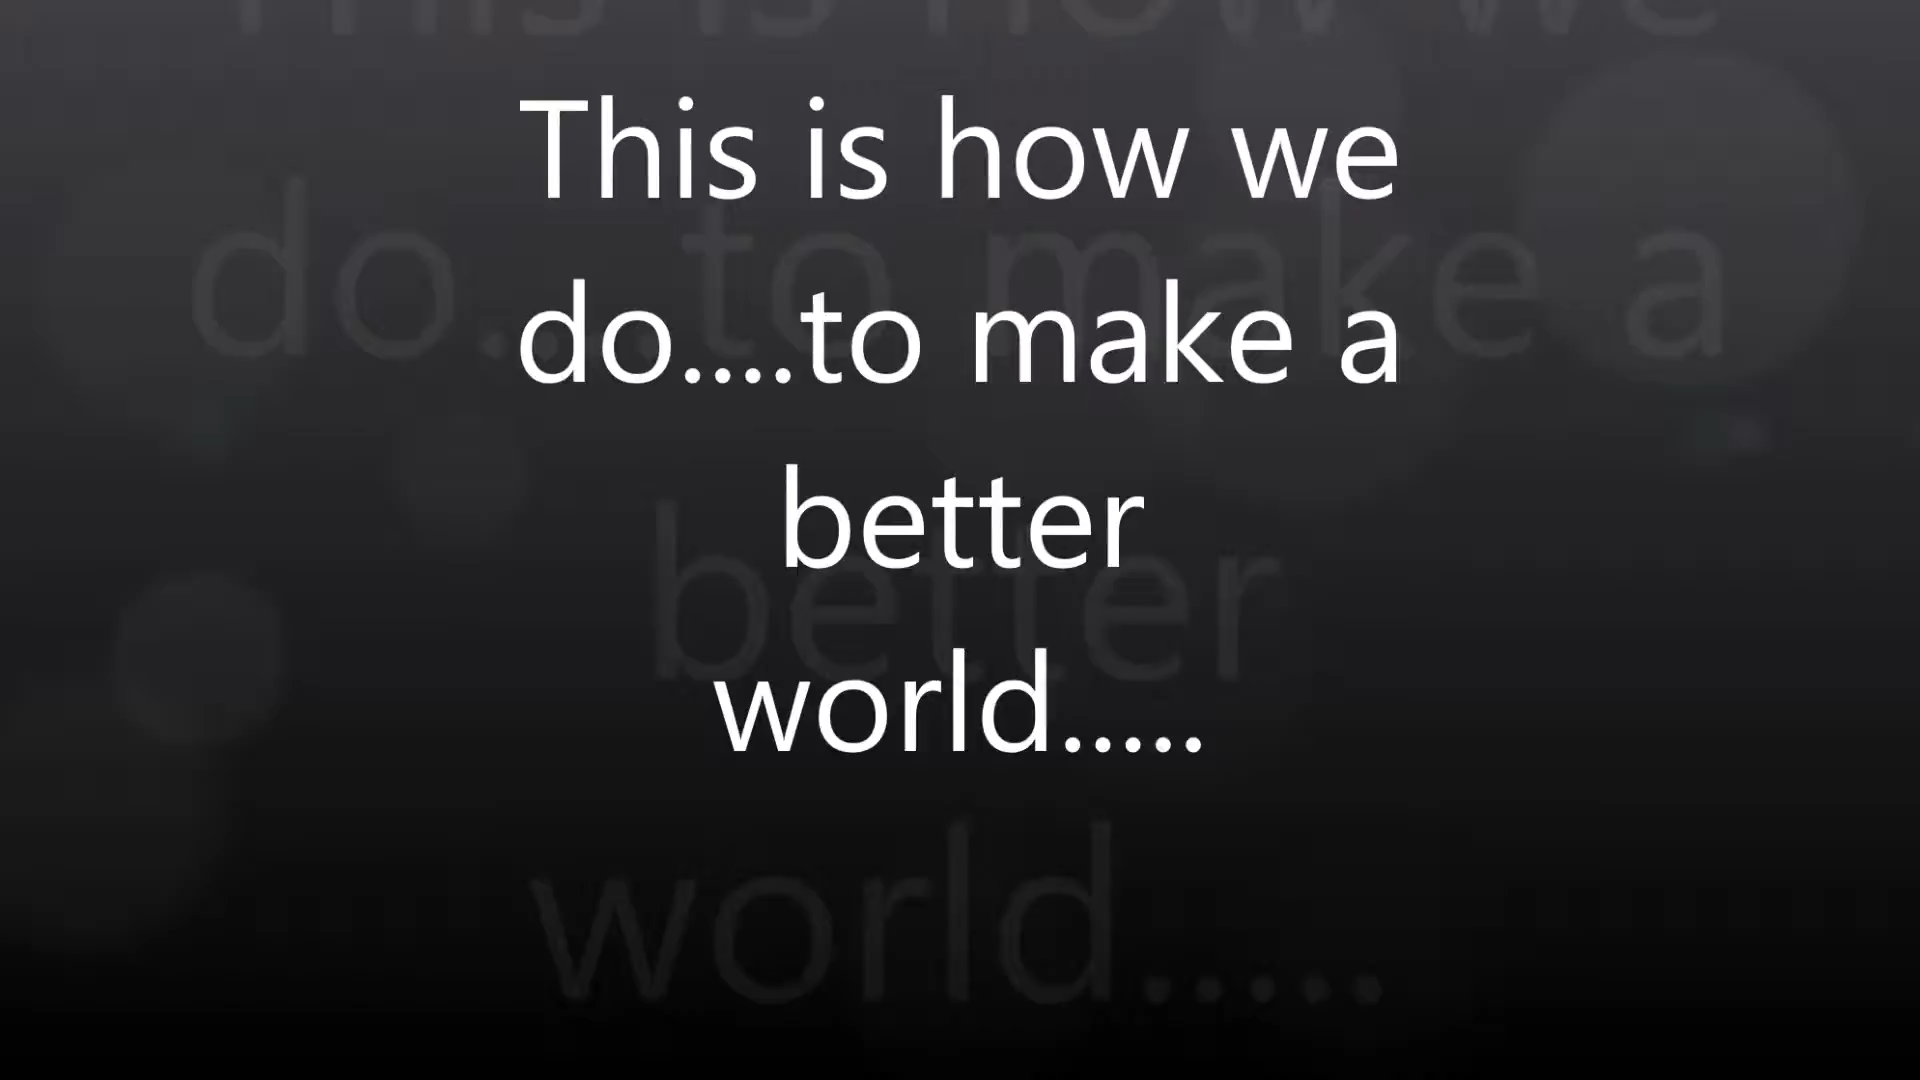 This is how we
do....to make a
better
world.....